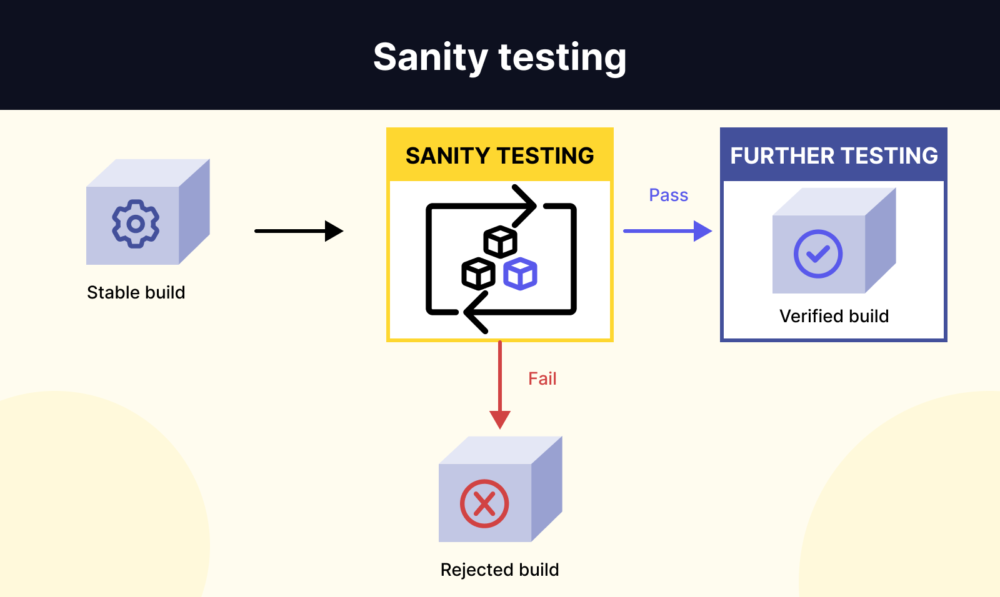 Sanity testing
SANITY TESTING
FURTHER TESTING
Pass
Stable build
Verified build
Fail
Rejected build